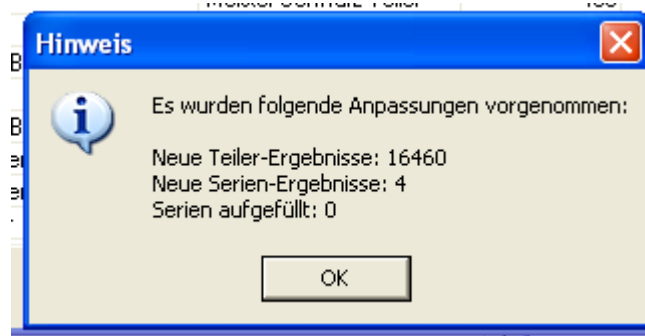 Hinweis
Es wurden folgende Anpassungen vorgenommen:
Neue Teiler-Ergebnisse: 16460
Neue Serien-Ergebnisse: 4
Serien aufgefüllt: 0
OK